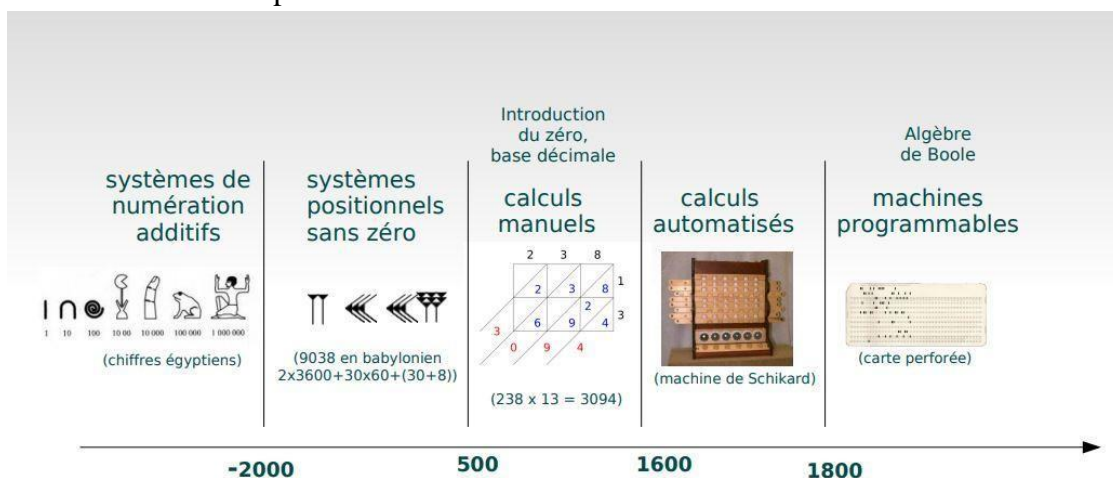 systèmes de
numération
additifs
1 10 100 10 00 10 000 100 000 1 000 000
(chiffres égyptiens)
systèmes
positionnels
sans zéro
(9038 en babylonien
2x3600+30x60+(30+8))
Introduction
du zéro,
base décimale
calculs
manuels
2 3 8
2 3 8 1
2
6 9 4 3
3
0 9 4
(238 x 13 = 3094)
calculs
automatisés
(machine de Schikard)
Algèbre
de Boole
machines
programmables
(carte perforée)
-2000 500 1600 1800